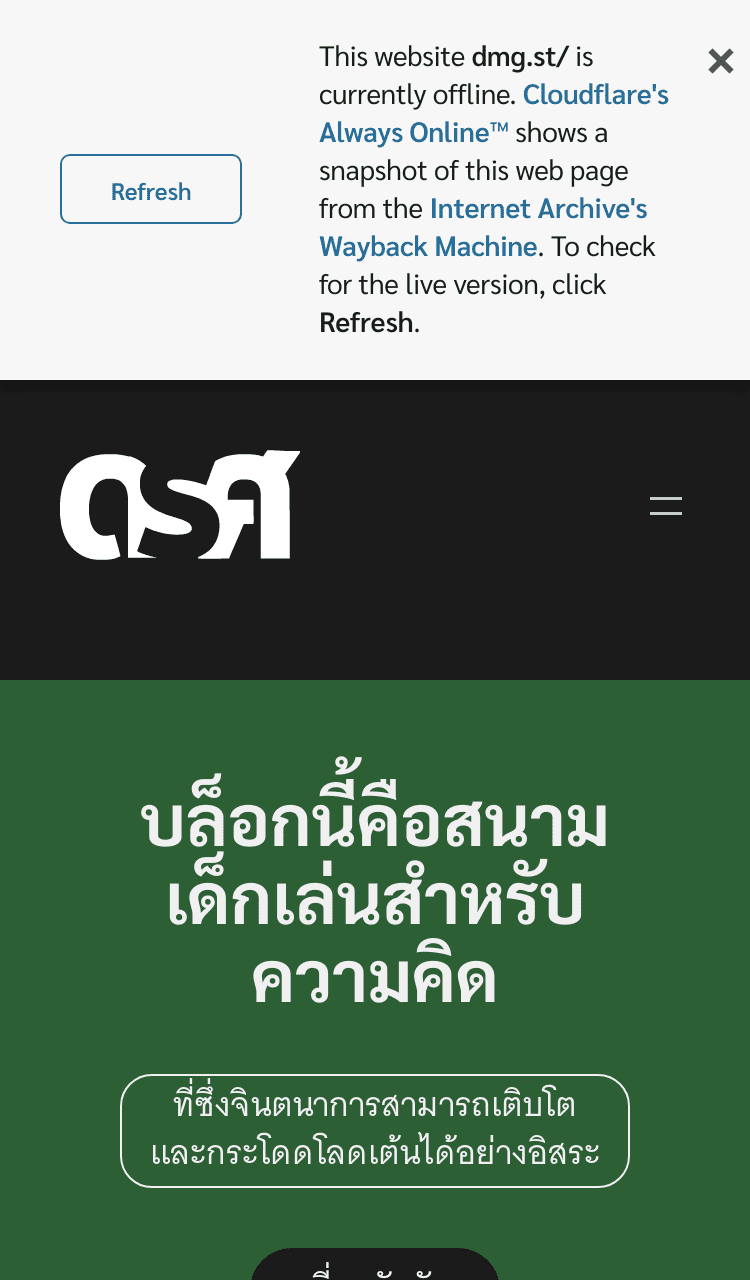 This website dmg.st/ is
currently offline. Cloudflare's
Always Online™ shows a
snapshot of this web page
from the Internet Archive's
Wayback Machine. To check
for the live version, click
Refresh.
Refresh
บล็อกนี้คือสนาม
เด็กเล่นสำหรับ
ความคิด
ที่ซึ่งจินตนาการสามารถเติบโต
และกระโดดโลดเต้นได้อย่างอิสระ